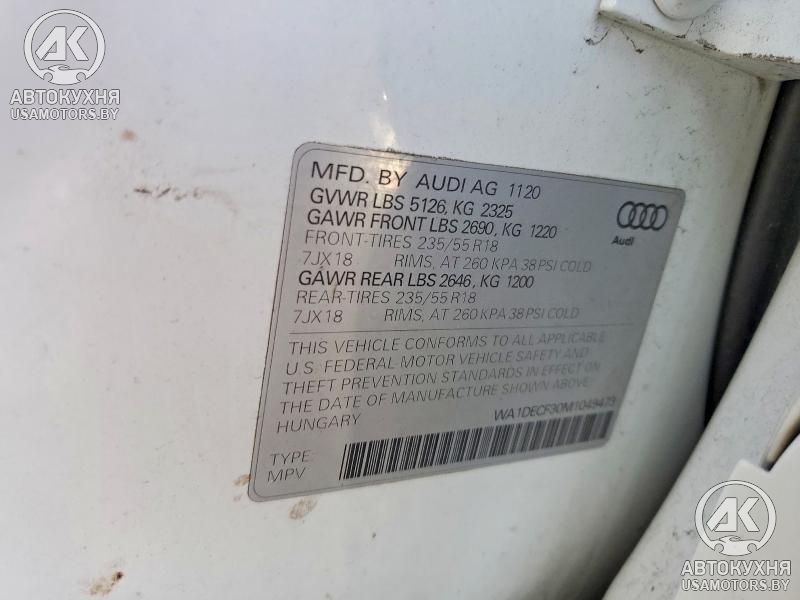 AK
АВТОКУХНЯ
USAMOTORS.BY
MFD. BY AUDI AG 1120
GVWR LBS 5126, KG 2325
GAWR FRONT LBS 2690, KG 1220
FRONT-TIRES 235/55 R18
7JX18 RIMS, AT 260 KPA 38 PSI COLD
GAWR REAR LBS 2646, KG 1200
REAR-TIRES 235/55 R18
7JX18 RIMS, AT 260 KPA 38 PSI COLD
Audi
THIS VEHICLE CONFORMS TO ALL APPLICABLE
U.S. FEDERAL MOTOR VEHICLE SAFETY AND
THEFT PREVENTION STANDARDS IN EFFECT ON
THE DATE OF MANUFACTURE SHOWN ABOVE
HUNGARY
WA1DECF30M1049473
TYPE:
MPV
AK
АВТОКУХНЯ
USAMOTORS.BY